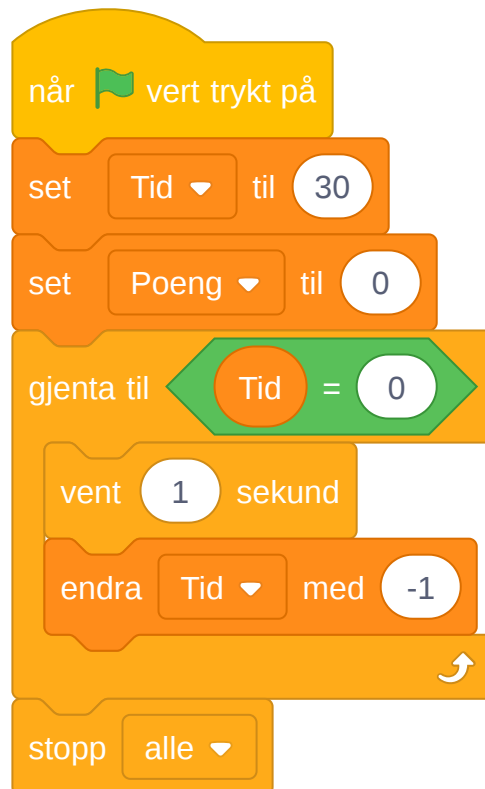 når vert trykt på
set Tid til 30
set Poeng til 0
gjenta til Tid = 0
vent 1 sekund
endra Tid med -1
stopp alle